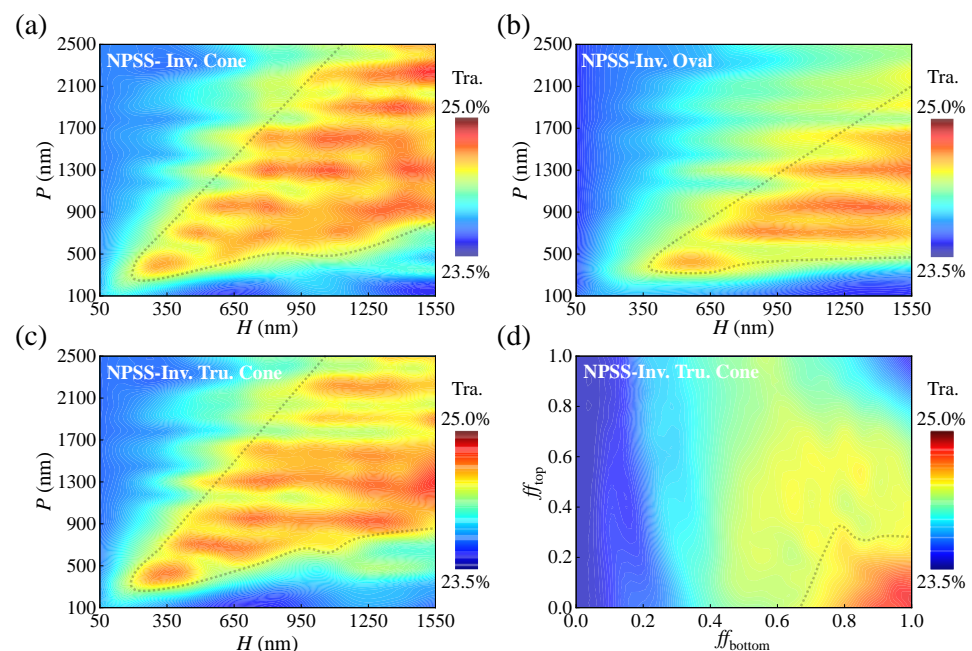 (a)
NPSS- Inv. Cone
2500
2100
1700
1300
900
500
100
P (nm)
50 350 650 950 1250 1550
H (nm)
Tra.
25.0%
23.5%
(b)
NPSS-Inv. Oval
2500
2100
1700
1300
900
500
100
P (nm)
50 350 650 950 1250 1550
H (nm)
Tra.
25.0%
23.5%
(c)
NPSS-Inv. Tru. Cone
2500
2100
1700
1300
900
500
100
P (nm)
50 350 650 950 1250 1550
H (nm)
Tra.
25.0%
23.5%
(d)
NPSS-Inv. Tru. Cone
1.0
0.8
0.6
0.4
0.2
0.0
ff_top
0.0 0.2 0.4 0.6 0.8 1.0
ff_bottom
Tra.
25.0%
23.5%